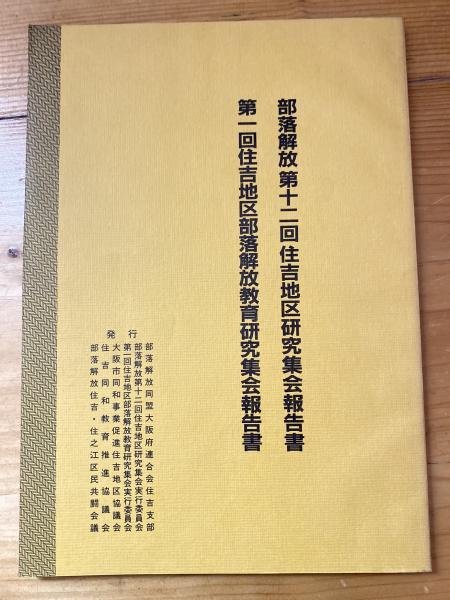 部落解放 第十二回 住吉地区研究集会報告書
第一回住吉地区部落解放教育研究集会報告書
発行
部落解放同盟大阪府連合会住吉支部
部落解放第十二回住吉地区研究集会実行委員会
第一回住吉地区部落解放教育研究集会実行委員会
大阪市同和事業促進住吉地区協議会
住吉同和教育推進協議会
部落解放住吉・住之江区民共闘会議